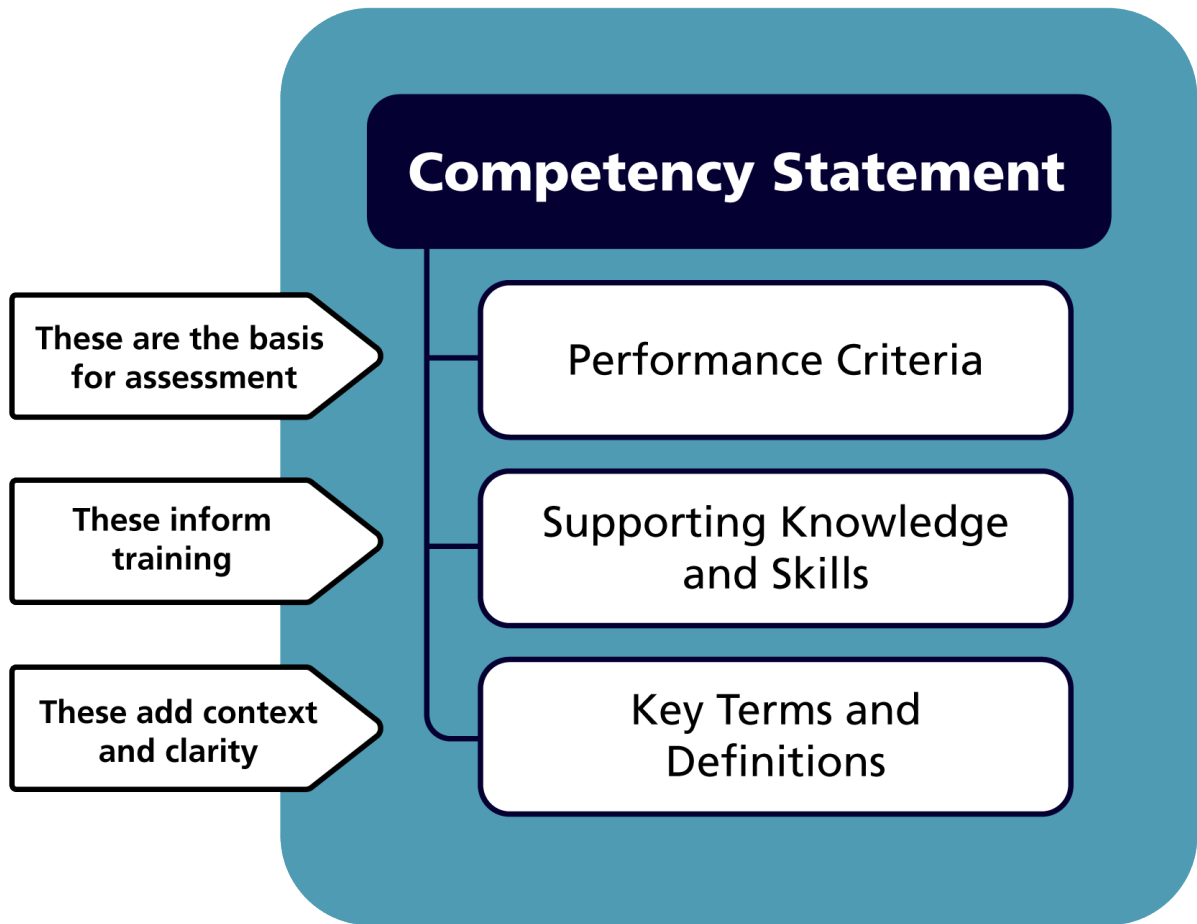 Competency Statement
These are the basis
for assessment
Performance Criteria
These inform
training
Supporting Knowledge
and Skills
These add context
and clarity
Key Terms and
Definitions